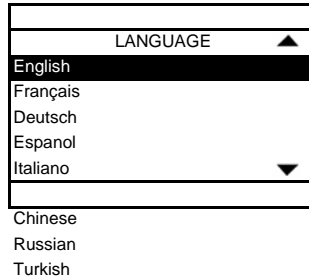 LANGUAGE
English
Français
Deutsch
Espanol
Italiano
Chinese
Russian
Turkish